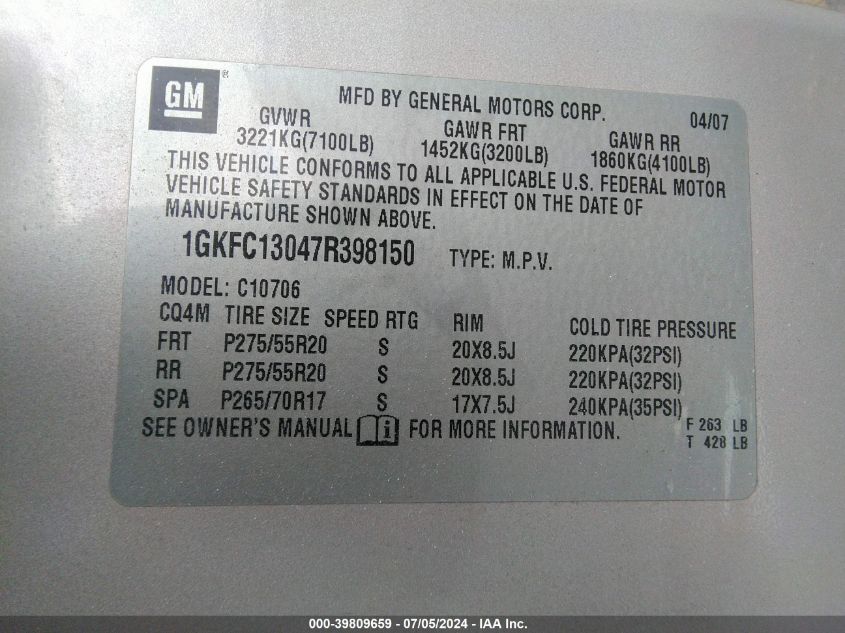 GM®
MFD BY GENERAL MOTORS CORP. 04/07
GVWR GAWR FRT GAWR RR
3221KG(7100LB) 1452KG(3200LB) 1860KG(4100LB)
THIS VEHICLE CONFORMS TO ALL APPLICABLE U.S. FEDERAL MOTOR
VEHICLE SAFETY STANDARDS IN EFFECT ON THE DATE OF
MANUFACTURE SHOWN ABOVE.
1GKFC13047R398150 TYPE: M.P.V.
MODEL: C10706
CQ4M TIRE SIZE SPEED RTG RIM COLD TIRE PRESSURE
FRT P275/55R20 S 20X8.5J 220KPA(32PSI)
RR P275/55R20 S 20X8.5J 220KPA(32PSI)
SPA P265/70R17 S 17X7.5J 240KPA(35PSI)
SEE OWNER'S MANUAL i FOR MORE INFORMATION.
F 263 LB
T 428 LB
000-39809659 - 07/05/2024 - IAA Inc.